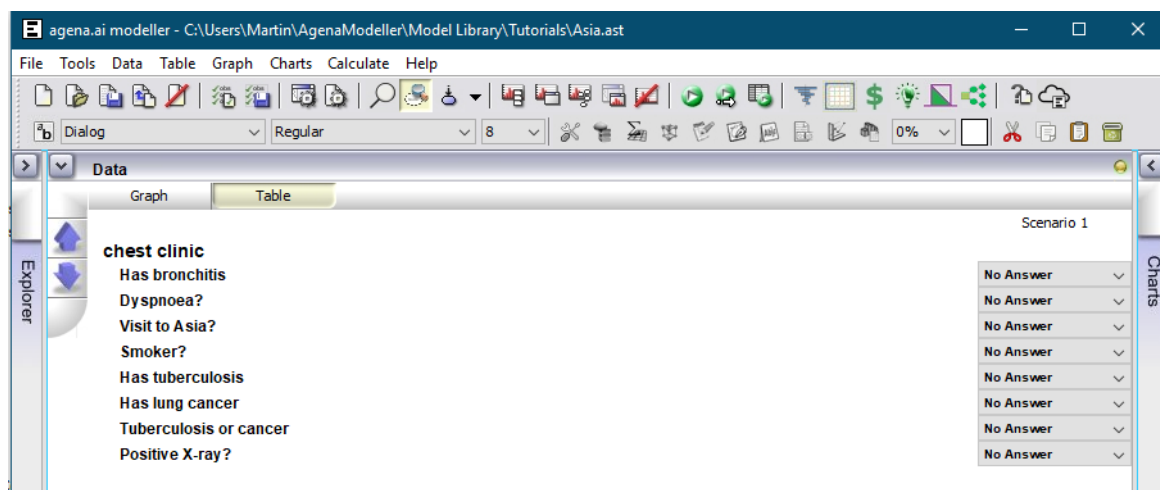 agena.ai modeller - C:\Users\Martin\AgenaModeller\Model Library\Tutorials\Asia.ast
File Tools Data Table Graph Charts Calculate Help
Dialog Regular 8 0%
Data
Graph Table
Scenario 1
chest clinic
Has bronchitis No Answer
Dyspnoea? No Answer
Visit to Asia? No Answer
Smoker? No Answer
Has tuberculosis No Answer
Has lung cancer No Answer
Tuberculosis or cancer No Answer
Positive X-ray? No Answer
Explorer
Charts